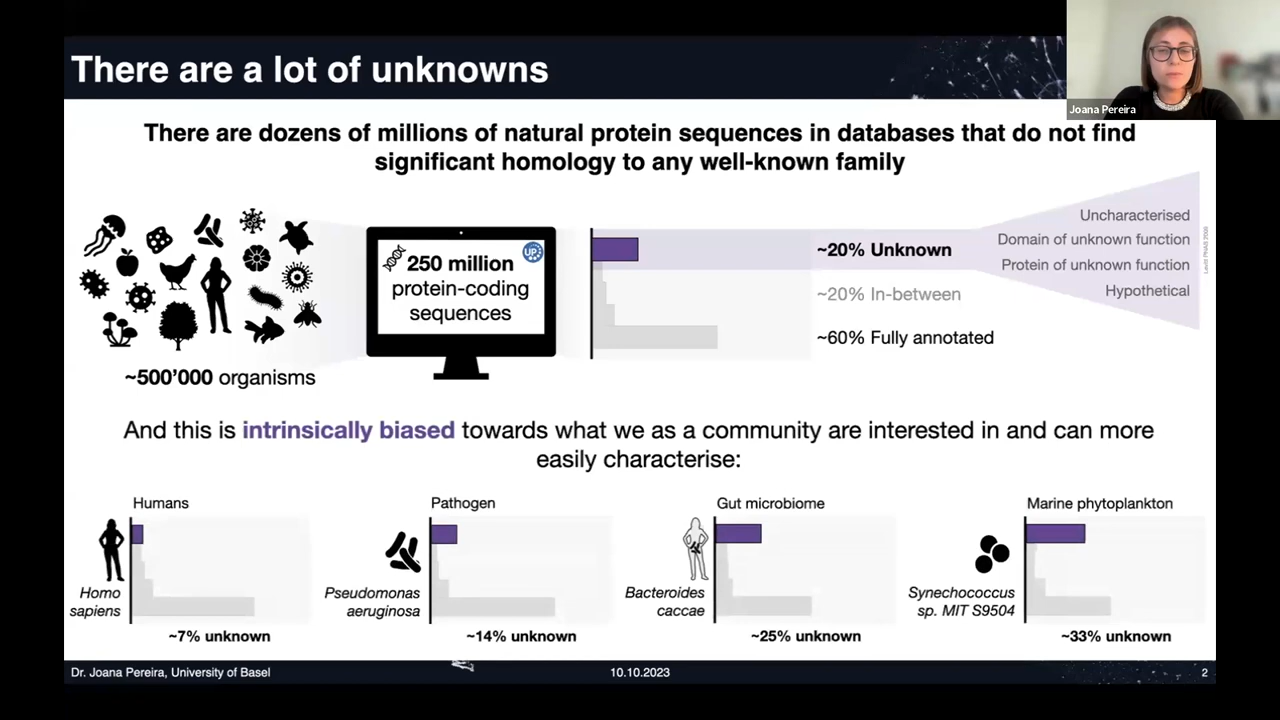 There are a lot of unknowns
Joana Pereira
There are dozens of millions of natural protein sequences in databases that do not find
significant homology to any well-known family
250 million
protein-coding
sequences
UP
~500'000 organisms
~20% Unknown
~20% In-between
~60% Fully annotated
Uncharacterised
Domain of unknown function
Protein of unknown function
Hypothetical
And this is intrinsically biased towards what we as a community are interested in and can more
easily characterise:
Humans
Homo
sapiens
~7% unknown
Pathogen
Pseudomonas
aeruginosa
~14% unknown
Gut microbiome
Bacteroides
caccae
~25% unknown
Marine phytoplankton
Synechococcus
sp. MIT S9504
~33% unknown
Dr. Joana Pereira, University of Basel
10.10.2023
2